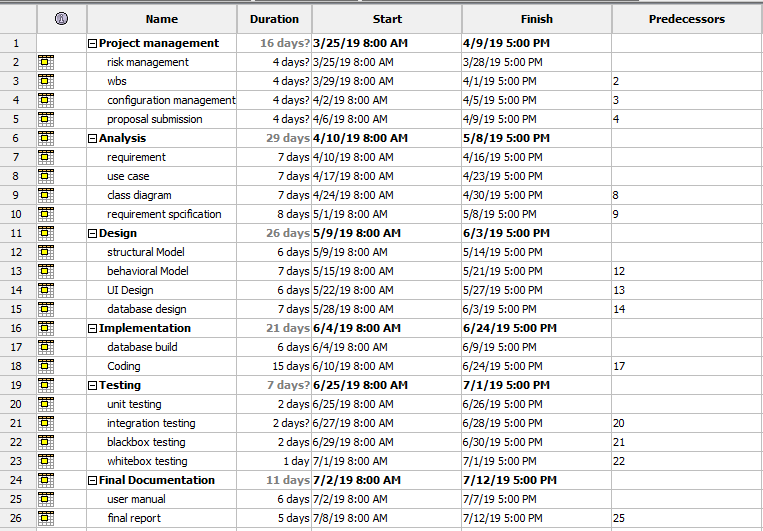 Name Duration Start Finish Predecessors
1 Project management 16 days? 3/25/19 8:00 AM 4/9/19 5:00 PM
2 risk management 4 days? 3/25/19 8:00 AM 3/28/19 5:00 PM
3 wbs 4 days? 3/29/19 8:00 AM 4/1/19 5:00 PM 2
4 configuration management 4 days? 4/2/19 8:00 AM 4/5/19 5:00 PM 3
5 proposal submission 4 days? 4/6/19 8:00 AM 4/9/19 5:00 PM 4
6 Analysis 29 days 4/10/19 8:00 AM 5/8/19 5:00 PM
7 requirement 7 days 4/10/19 8:00 AM 4/16/19 5:00 PM
8 use case 7 days 4/17/19 8:00 AM 4/23/19 5:00 PM
9 class diagram 7 days 4/24/19 8:00 AM 4/30/19 5:00 PM 8
10 requirement spcification 8 days 5/1/19 8:00 AM 5/8/19 5:00 PM 9
11 Design 26 days 5/9/19 8:00 AM 6/3/19 5:00 PM
12 structural Model 6 days 5/9/19 8:00 AM 5/14/19 5:00 PM
13 behavioral Model 7 days 5/15/19 8:00 AM 5/21/19 5:00 PM 12
14 UI Design 6 days 5/22/19 8:00 AM 5/27/19 5:00 PM 13
15 database design 7 days 5/28/19 8:00 AM 6/3/19 5:00 PM 14
16 Implementation 21 days 6/4/19 8:00 AM 6/24/19 5:00 PM
17 database build 6 days 6/4/19 8:00 AM 6/9/19 5:00 PM
18 Coding 15 days 6/10/19 8:00 AM 6/24/19 5:00 PM 17
19 Testing 7 days? 6/25/19 8:00 AM 7/1/19 5:00 PM
20 unit testing 2 days 6/25/19 8:00 AM 6/26/19 5:00 PM
21 integration testing 2 days? 6/27/19 8:00 AM 6/28/19 5:00 PM 20
22 blackbox testing 2 days 6/29/19 8:00 AM 6/30/19 5:00 PM 21
23 whitebox testing 1 day 7/1/19 8:00 AM 7/1/19 5:00 PM 22
24 Final Documentation 11 days 7/2/19 8:00 AM 7/12/19 5:00 PM
25 user manual 6 days 7/2/19 8:00 AM 7/7/19 5:00 PM
26 final report 5 days 7/8/19 8:00 AM 7/12/19 5:00 PM 25